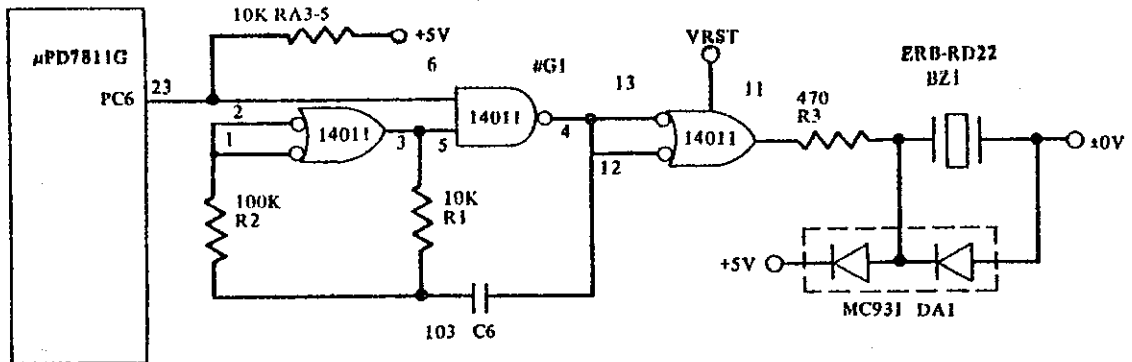 10K RA3-5
+5V
µPD7811G
PC6
23
6
#G1
VRST
13
11
ERB-RD22
BZ1
2
1
14011
3
5
14011
4
12
14011
470
R3
±0V
100K
R2
10K
R1
+5V
103 C6
MC931 DA1